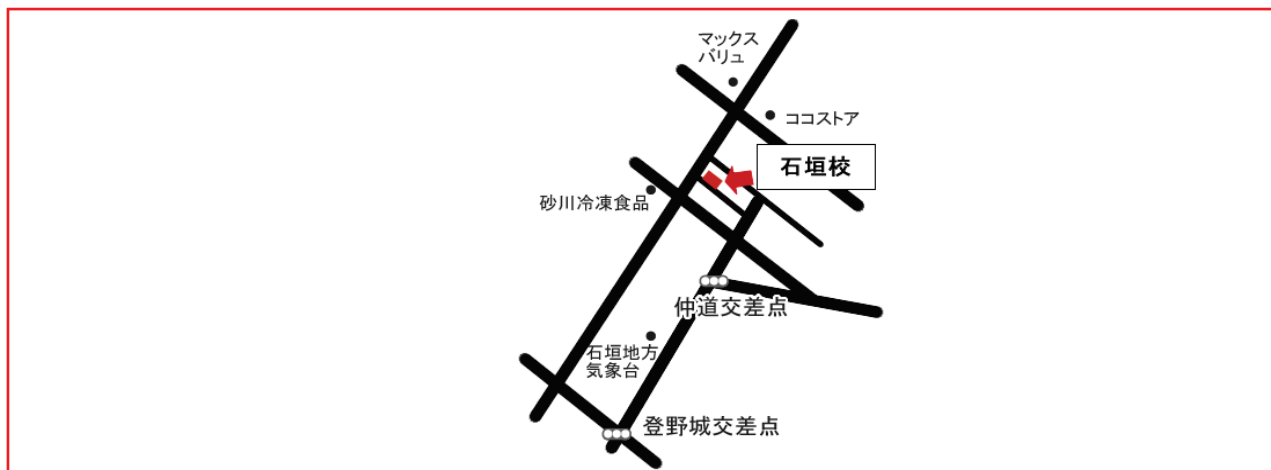 マックス
バリュ
ココストア
石垣校
砂川冷凍食品
仲道交差点
石垣地方
気象台
登野城交差点